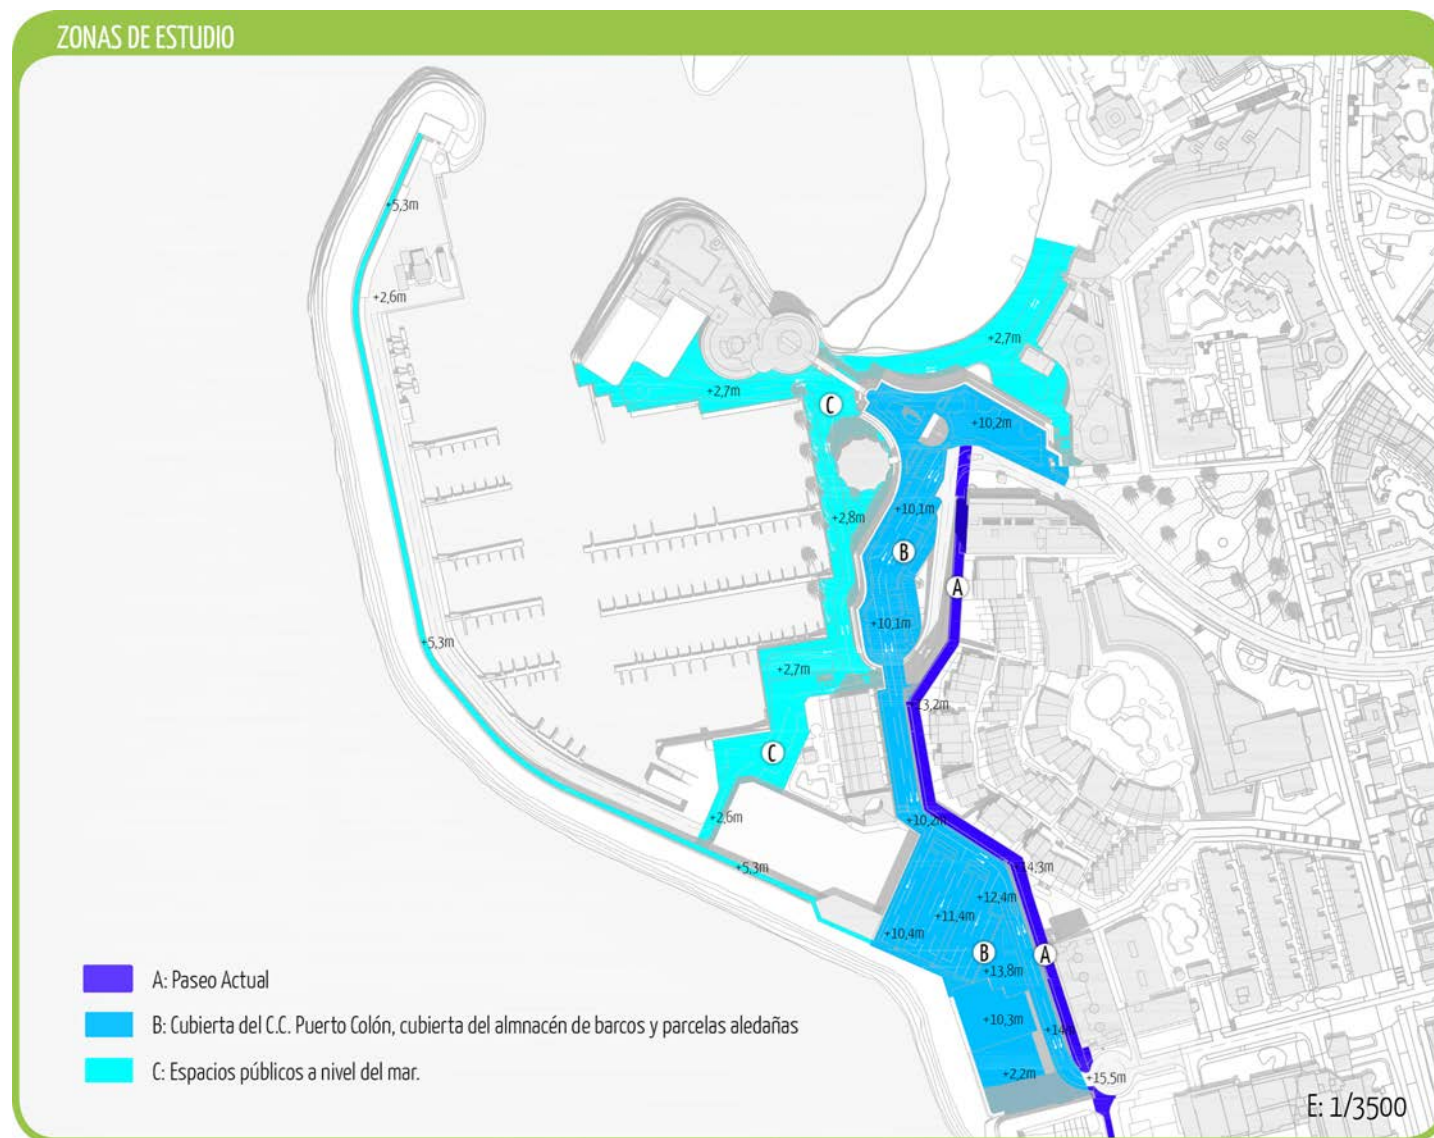 ZONAS DE ESTUDIO
+5,3m
+2,6m
+2,7m
+2,7m
C
+10,2m
+10,1m
+2,8m
B
A
+10,1m
+5,3m
+2,7m
+13,2m
C
+2,6m
+10,2m
+5,3m
+14,3m
+12,4m
+11,4m
+10,4m
B
A
+13,8m
A: Paseo Actual
B: Cubierta del C.C. Puerto Colón, cubierta del almnacén de barcos y parcelas aledañas
+10,3m
+14m
C: Espacios públicos a nivel del mar.
+2,2m
+15,5m
E: 1/3500